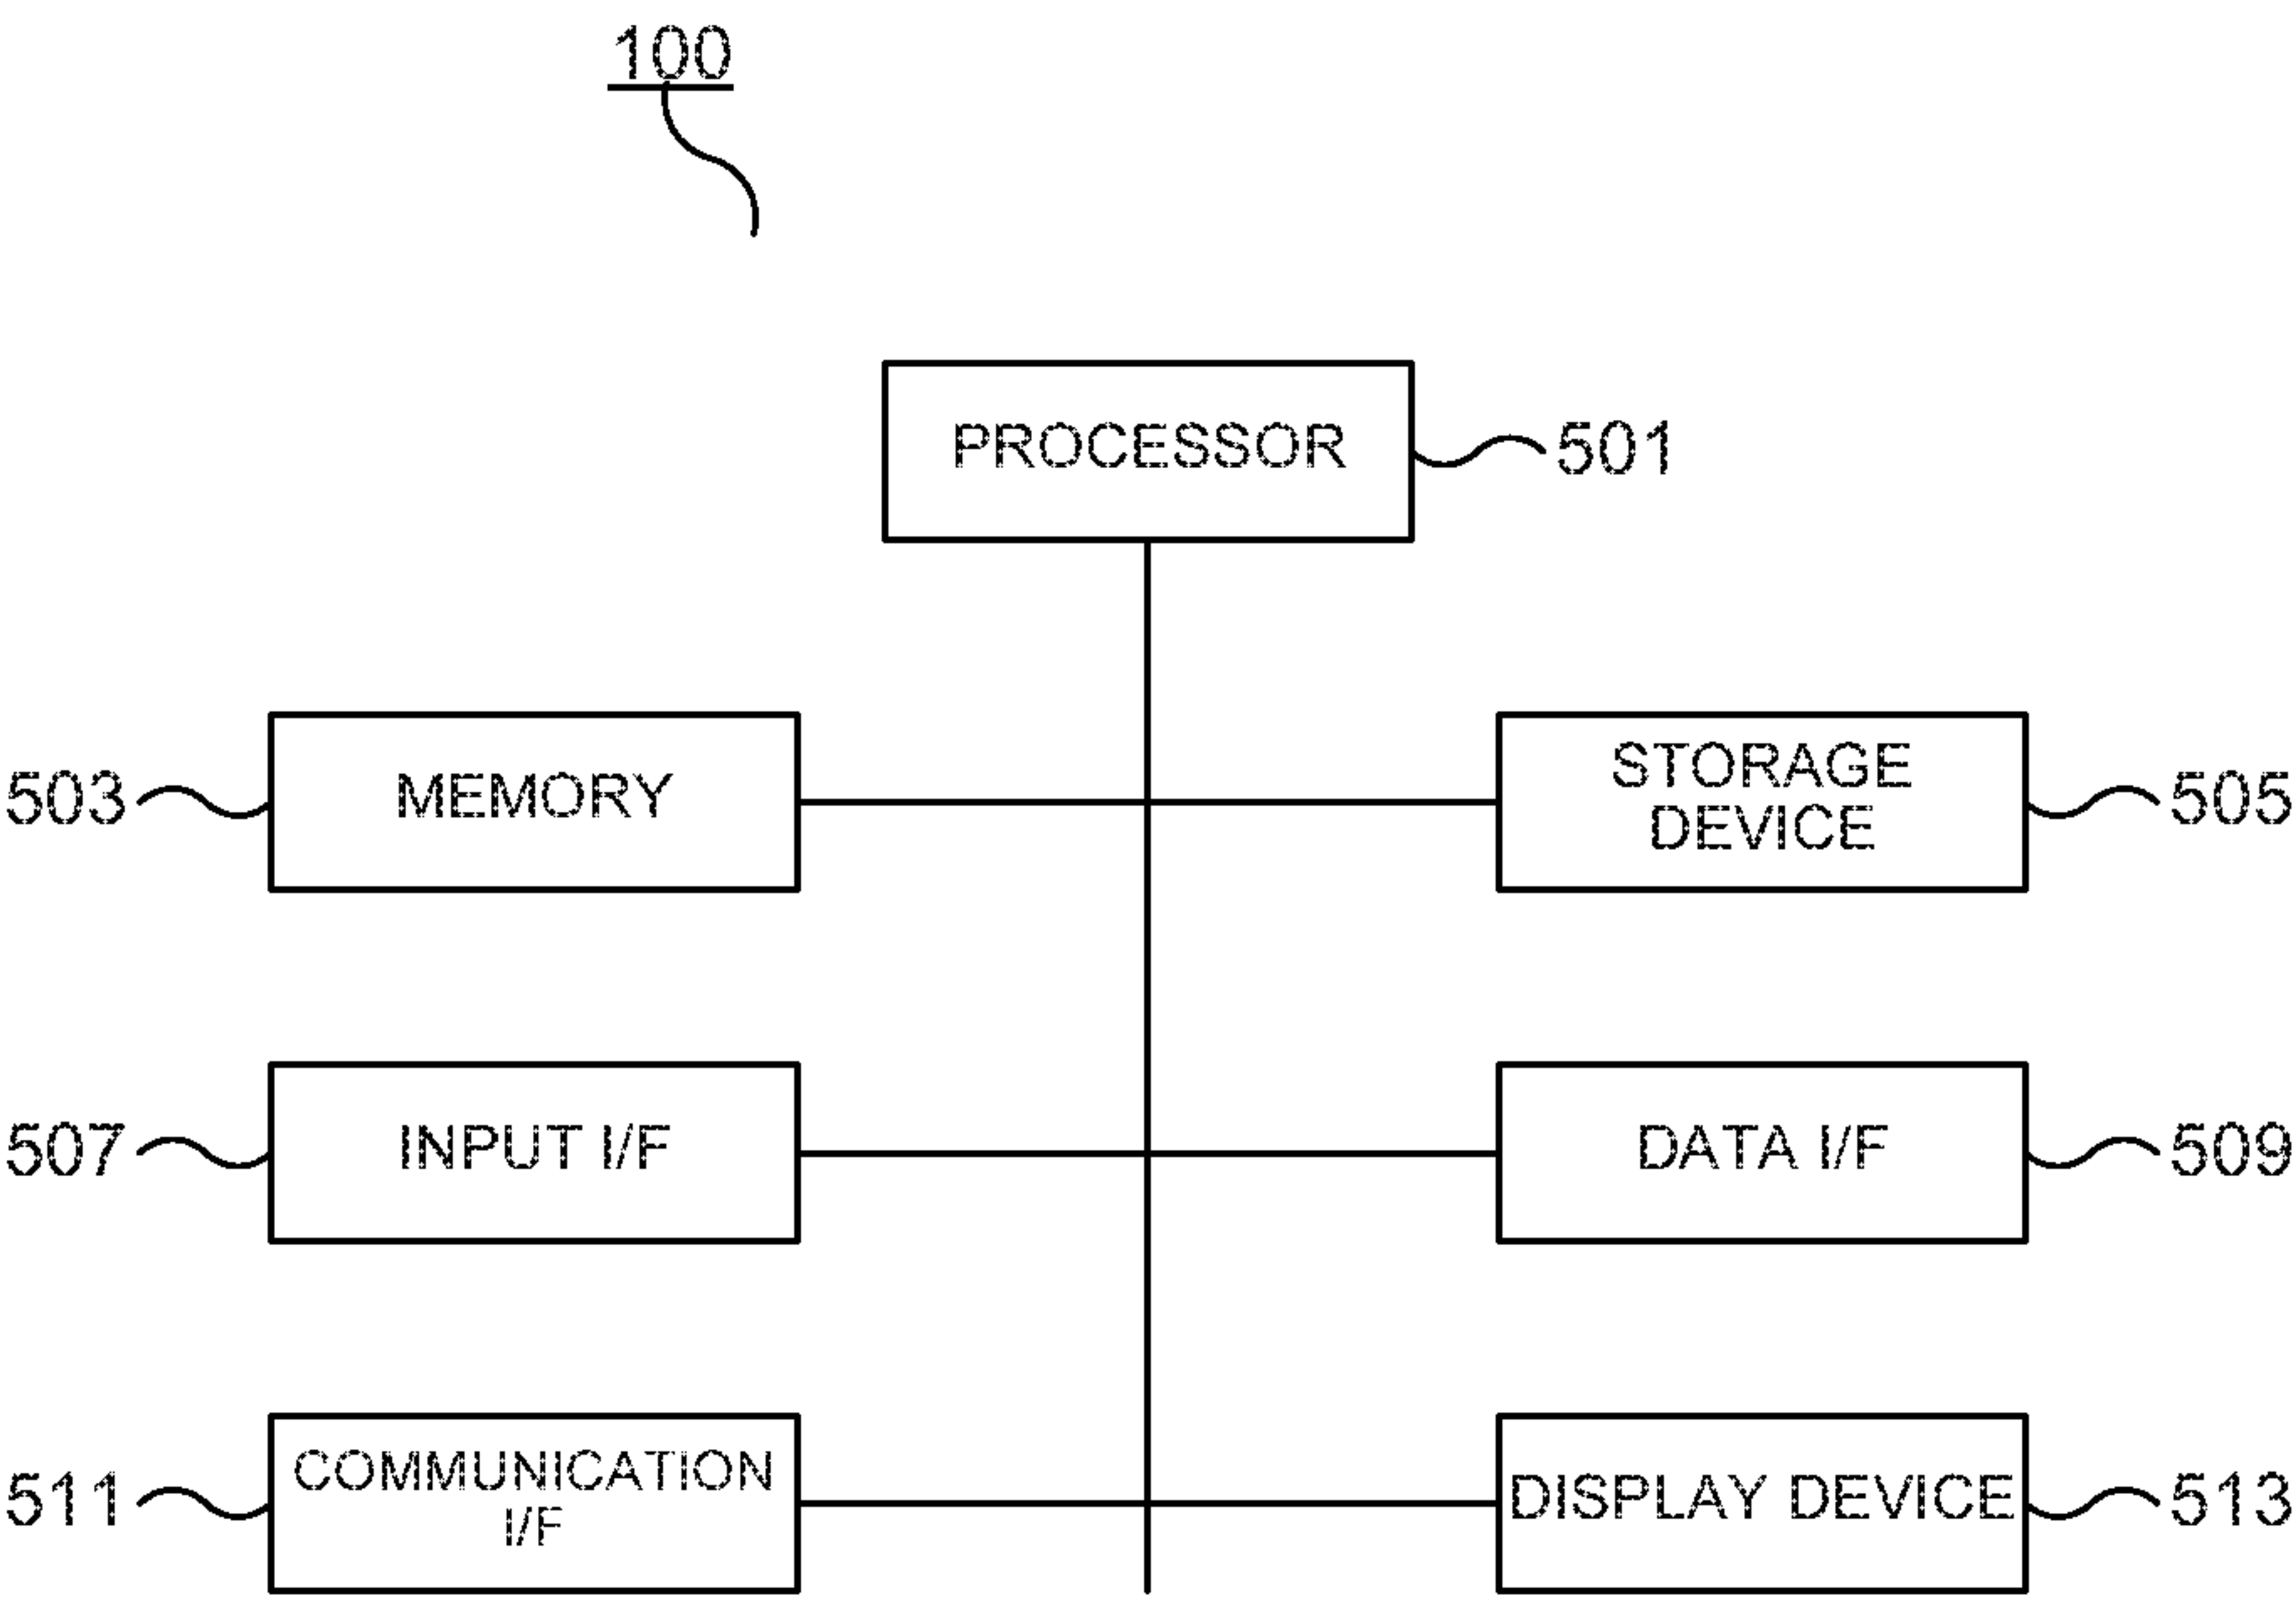 100
PROCESSOR
501
503
MEMORY
STORAGE
DEVICE
505
507
INPUT I/F
DATA I/F
509
511
COMMUNICATION
I/F
DISPLAY DEVICE
513